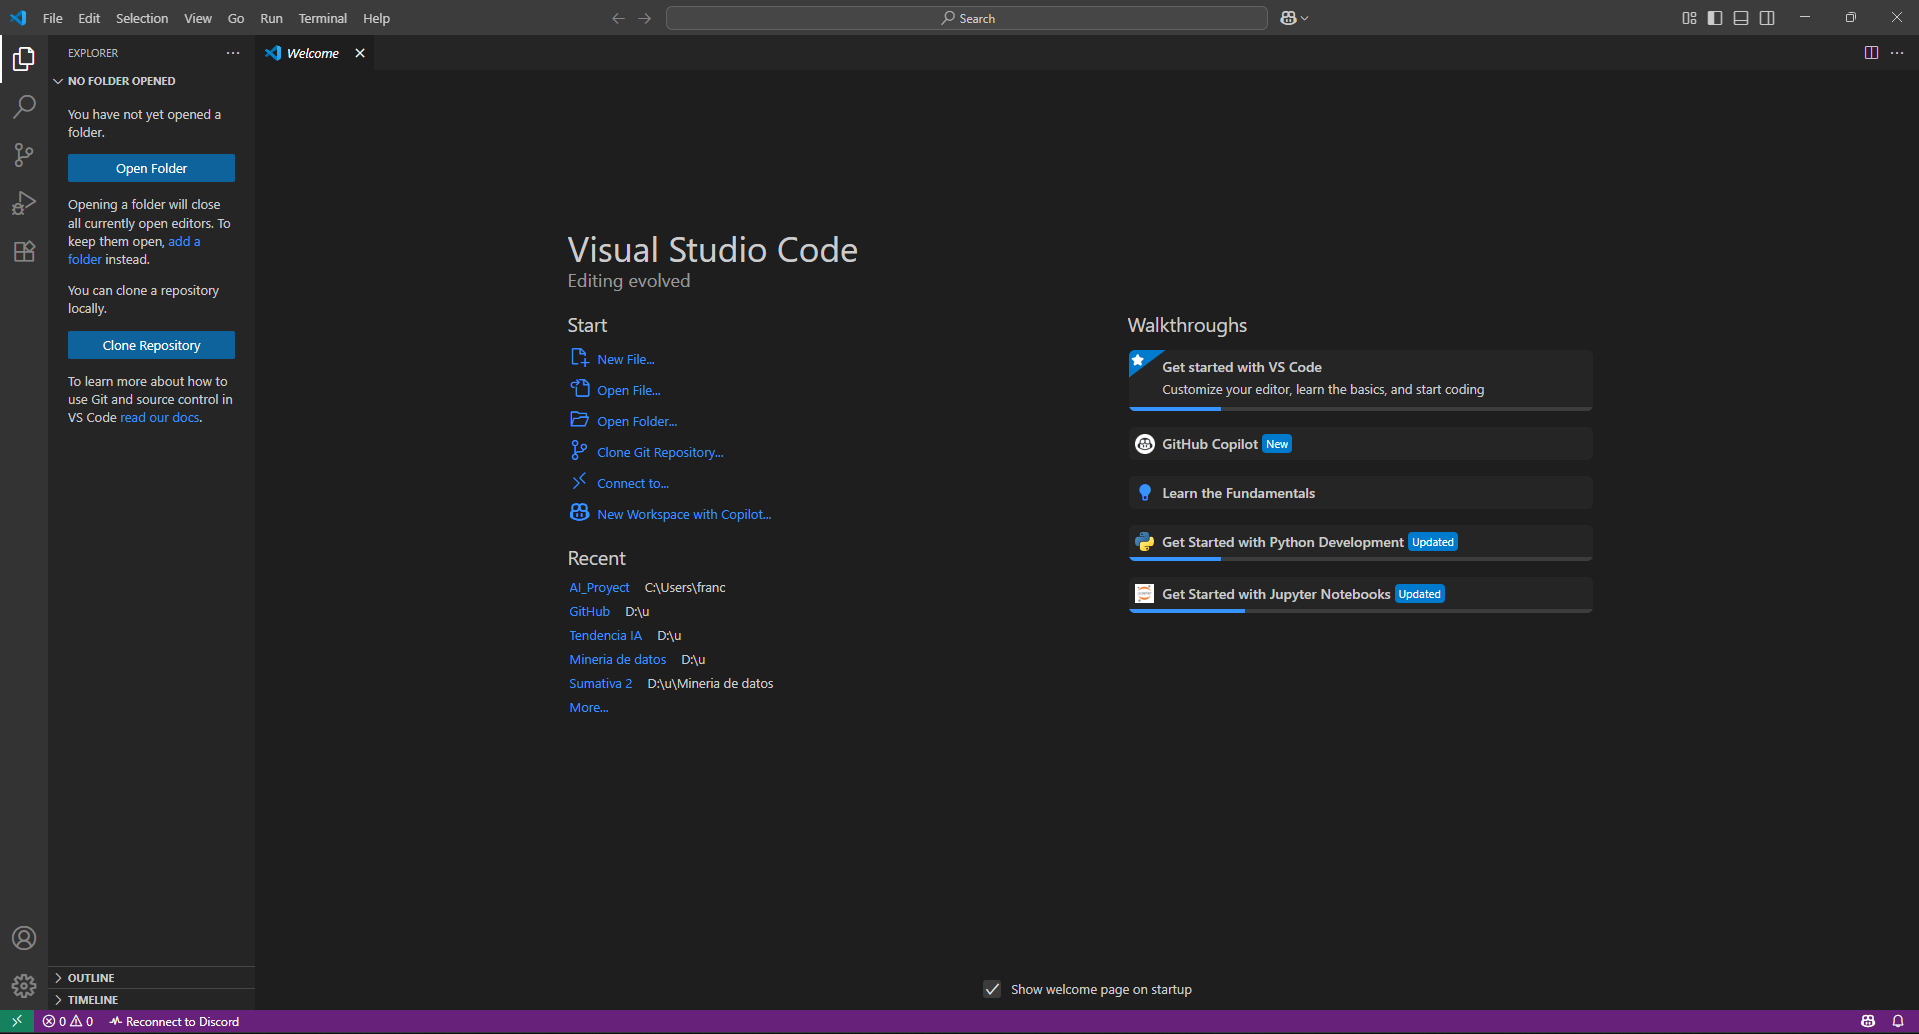 File Edit Selection View Go Run Terminal Help
Search
EXPLORER
Welcome
NO FOLDER OPENED
You have not yet opened a
folder.
Open Folder
Opening a folder will close
all currently open editors. To
keep them open, add a
folder instead.
You can clone a repository
locally.
Clone Repository
To learn more about how to
use Git and source control in
VS Code read our docs.
OUTLINE
TIMELINE
Visual Studio Code
Editing evolved
Start
New File...
Open File...
Open Folder...
Clone Git Repository...
Connect to...
New Workspace with Copilot...
Recent
AI_Proyect C:\Users\franc
GitHub D:\u
Tendencia IA D:\u
Mineria de datos D:\u
Sumativa 2 D:\u\Mineria de datos
More...
Walkthroughs
Get started with VS Code
Customize your editor, learn the basics, and start coding
GitHub Copilot New
Learn the Fundamentals
Get Started with Python Development Updated
Get Started with Jupyter Notebooks Updated
Show welcome page on startup
0 0 Reconnect to Discord